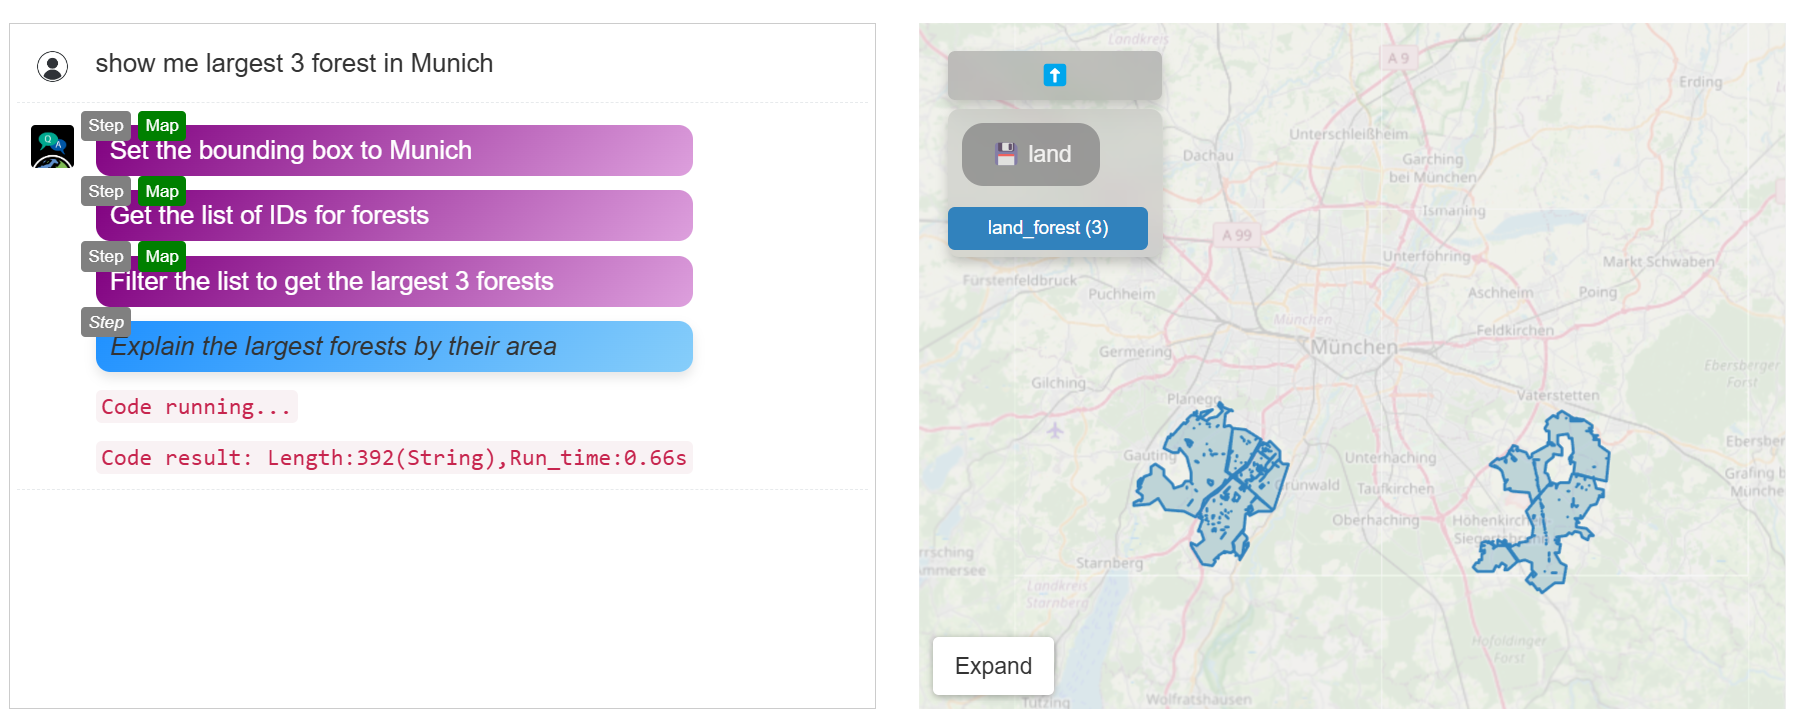 show me largest 3 forest in Munich
Step Map
Set the bounding box to Munich
Step Map
Get the list of IDs for forests
Step Map
Filter the list to get the largest 3 forests
Step
Explain the largest forests by their area
Code running...
Code result: Length:392(String),Run_time:0.66s
Q A
land
land_forest (3)
Expand
Landkreis
A 9
Erding
Unterschleißheim
Dachau
Garching
bei München
Ismaning
A 99
Unterföhring
Markt Schwaben
Fürstenfeldbruck
Puchheim
Aschheim
Poing
München
Feldkirchen
München
Germering
Ebersberger
Forst
Gilching
Planegg
Vaterstetten
Gauting
Unterhaching
Ebersber
Grünwald
Taufkirchen
Grafing b
Münche
Oberhaching
Höhenkirche
Siegertsbrunn
rrsching
mmersee
Starnberg
Landkreis
Starnberg
Hofoldinger
Forst
Tutzing
Wolfratshausen